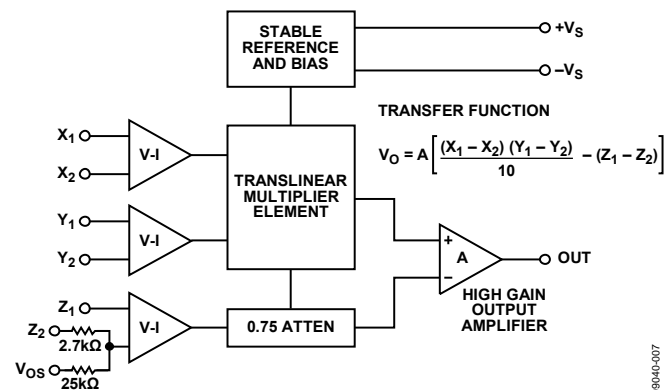 STABLE
REFERENCE
AND BIAS
+VS
–VS
TRANSFER FUNCTION
VO = A [ (X1 – X2) (Y1 – Y2) / 10 – (Z1 – Z2) ]
X1
X2
V-I
TRANSLINEAR
MULTIPLIER
ELEMENT
Y1
Y2
V-I
+
A
–
OUT
HIGH GAIN
OUTPUT
AMPLIFIER
Z1
Z2
2.7kΩ
V-I
0.75 ATTEN
VOS
25kΩ
9040-007